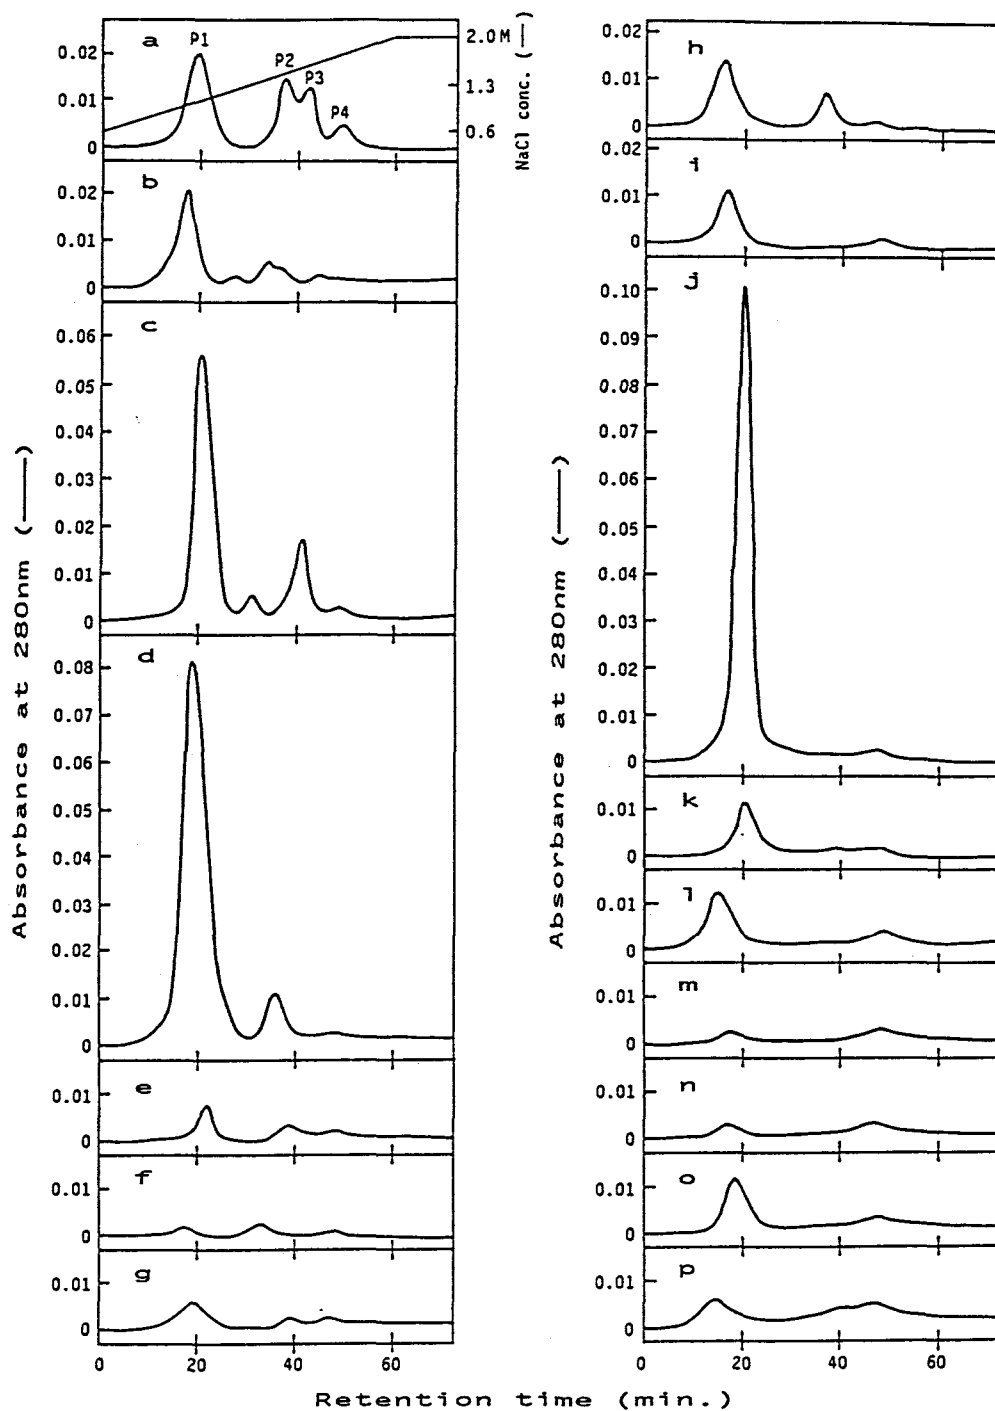 a
P1
P2
P3
P4
0.02
0.01
0
2.0M (—)
1.3
0.6
NaCl conc.
b
0.02
0.01
0
c
0.06
0.05
0.04
0.03
0.02
0.01
0
d
0.08
0.07
0.06
0.05
0.04
0.03
0.02
0.01
0
e
0.01
0
f
0.01
0
g
0.01
0
0 20 40 60
Absorbance at 280nm (—)
h
0.02
0.01
0
i
0.02
0.01
0
j
0.10
0.09
0.08
0.07
0.06
0.05
0.04
0.03
0.02
0.01
0
k
0.01
0
l
0.01
0
m
0.01
0
n
0.01
0
o
0.01
0
p
0.01
0
0 20 40 60
Absorbance at 280nm (—)
Retention time (min.)